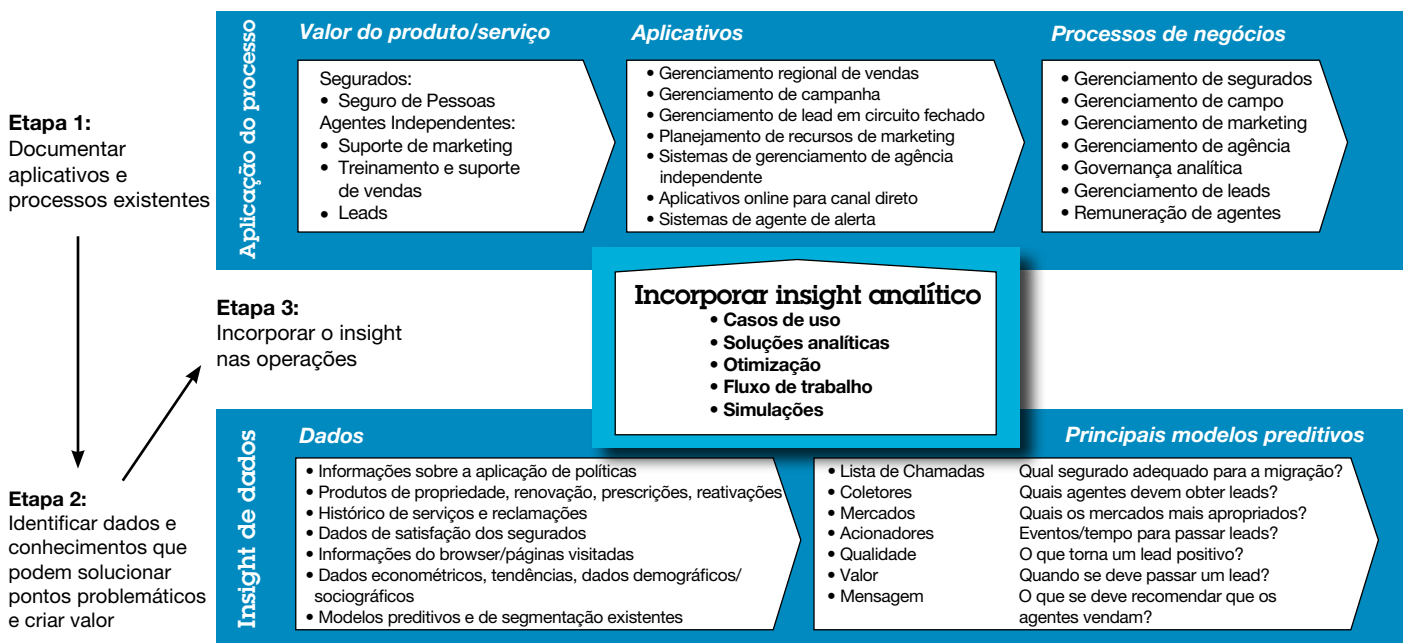 Aplicação do processo
Valor do produto/serviço
Segurados:
• Seguro de Pessoas
Agentes Independentes:
• Suporte de marketing
• Treinamento e suporte
de vendas
• Leads
Aplicativos
• Gerenciamento regional de vendas
• Gerenciamento de campanha
• Gerenciamento de lead em circuito fechado
• Planejamento de recursos de marketing
• Sistemas de gerenciamento de agência
independente
• Aplicativos online para canal direto
• Sistemas de agente de alerta
Processos de negócios
• Gerenciamento de segurados
• Gerenciamento de campo
• Gerenciamento de marketing
• Gerenciamento de agência
• Governança analítica
• Gerenciamento de leads
• Remuneração de agentes
Etapa 1:
Documentar
aplicativos e
processos existentes
Etapa 3:
Incorporar o insight
nas operações
Incorporar insight analítico
• Casos de uso
• Soluções analíticas
• Otimização
• Fluxo de trabalho
• Simulações
Etapa 2:
Identificar dados e
conhecimentos que
podem solucionar
pontos problemáticos
e criar valor
Insight de dados
Dados
• Informações sobre a aplicação de políticas
• Produtos de propriedade, renovação, prescrições, reativações
• Histórico de serviços e reclamações
• Dados de satisfação dos segurados
• Informações do browser/páginas visitadas
• Dados econométricos, tendências, dados demográficos/
sociográficos
• Modelos preditivos e de segmentação existentes
Principais modelos preditivos
• Lista de Chamadas Qual segurado adequado para a migração?
• Coletores Quais agentes devem obter leads?
• Mercados Quais os mercados mais apropriados?
• Acionadores Eventos/tempo para passar leads?
• Qualidade O que torna um lead positivo?
• Valor Quando se deve passar um lead?
• Mensagem O que se deve recomendar que os
agentes vendam?